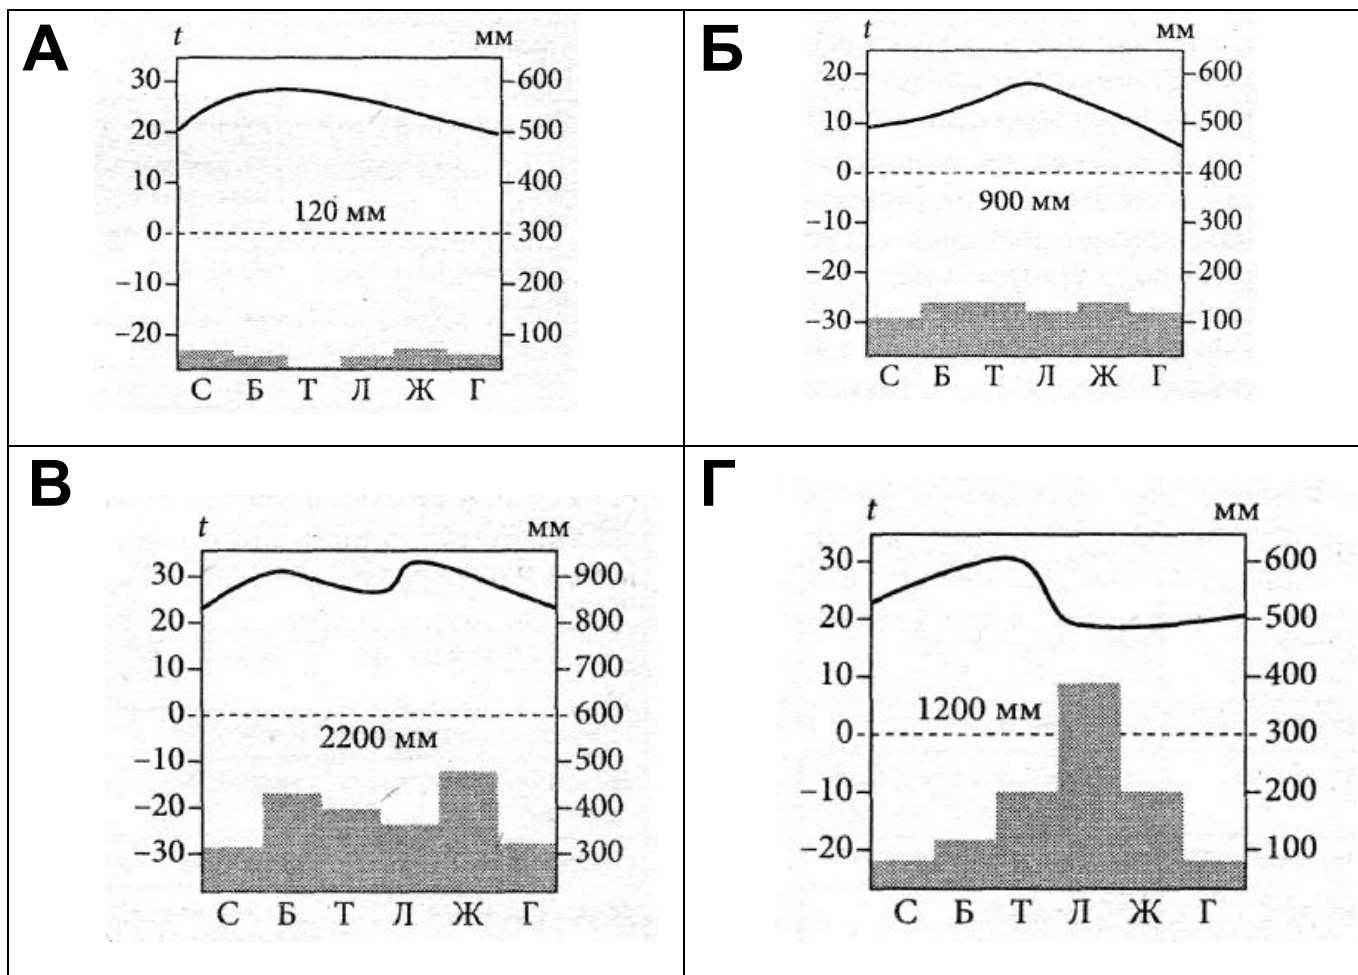 А
t мм
30 600
20 500
10 400
120 мм
0 300
−10 200
−20 100
С Б Т Л Ж Г
Б
t мм
20 600
10 500
0 400
900 мм
−10 300
−20 200
−30 100
С Б Т Л Ж Г
В
t мм
30 900
20 800
10 700
0 600
2200 мм
−10 500
−20 400
−30 300
С Б Т Л Ж Г
Г
t мм
30 600
20 500
10 400
1200 мм
0 300
−10 200
−20 100
С Б Т Л Ж Г